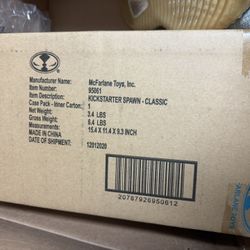 Manufacturer Name: McFarlane Toys, Inc.
Item Number: 95061
Item Description: KICKSTARTER SPAWN - CLASSIC
Case Pack - Inner Carton: 1
Net Weight: 3.4 LBS
Gross Weight: 6.4 LBS
Measurements: 15.4 X 11.4 X 9.3 INCH
MADE IN CHINA
DATE OF SHIPMENT: 12012020
20787926950612